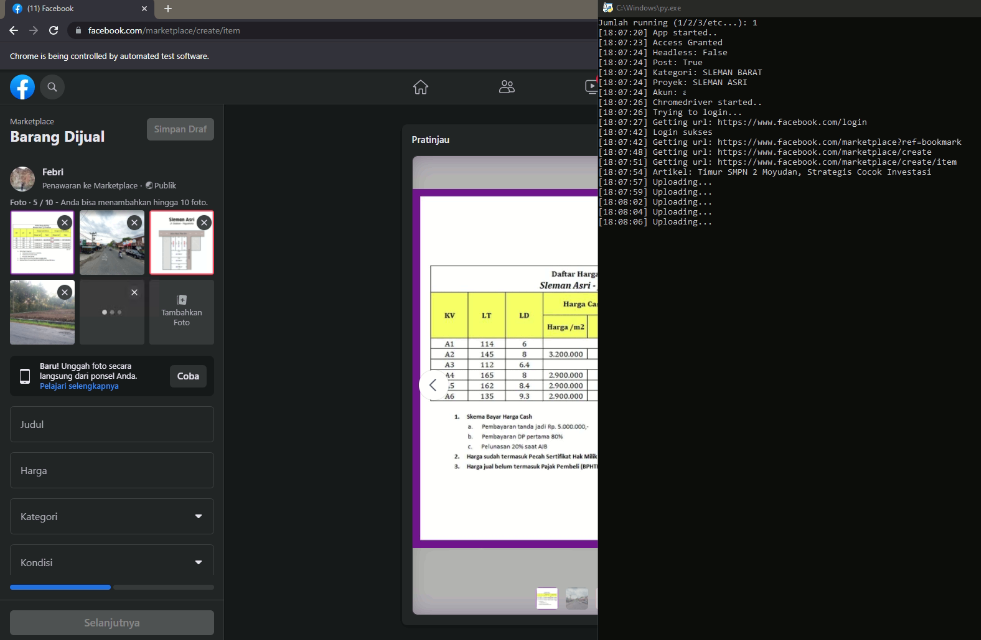 (11) Facebook
facebook.com/marketplace/create/item
Chrome is being controlled by automated test software.
Marketplace
Barang Dijual
Simpan Draf
Febri
Penawaran ke Marketplace · Publik
Foto · 5 / 10 - Anda bisa menambahkan hingga 10 foto.
Sleman Asri
Tambahkan
Foto
Baru! Unggah foto secara
langsung dari ponsel Anda.
Pelajari selengkapnya
Coba
Judul
Harga
Kategori
Kondisi
Selanjutnya
Pratinjau
Daftar Harga
Sleman Asri -
KV LT LD Harga Ca
Harga /m2
A1 114 6
A2 145 8 3.200.000
A3 112 6.4
A4 165 8 2.900.000
.5 162 8.4 2.900.000
A6 135 9.3 2.900.000
1. Skema Bayar Harga Cash
a. Pembayaran tanda jadi Rp. 5.000.000,-
b. Pembayaran DP pertama 80%
c. Pelunasan 20% saat AJB
2. Harga sudah termasuk Pecah Sertifikat Hak Milik
3. Harga jual belum termasuk Pajak Pembeli (BPHT
C:\Windows\py.exe
Jumlah running (1/2/3/etc...): 1
[18:07:20] App started..
[18:07:23] Access Granted
[18:07:24] Headless: False
[18:07:24] Post: True
[18:07:24] Kategori: SLEMAN BARAT
[18:07:24] Proyek: SLEMAN ASRI
[18:07:24] Akun:
[18:07:26] Chromedriver started..
[18:07:26] Trying to login...
[18:07:27] Getting url: https://www.facebook.com/login
[18:07:42] Login sukses
[18:07:42] Getting url: https://www.facebook.com/marketplace?ref=bookmark
[18:07:48] Getting url: https://www.facebook.com/marketplace/create
[18:07:51] Getting url: https://www.facebook.com/marketplace/create/item
[18:07:54] Artikel: Timur SMPN 2 Moyudan, Strategis Cocok Investasi
[18:07:57] Uploading...
[18:07:59] Uploading...
[18:08:02] Uploading...
[18:08:04] Uploading...
[18:08:06] Uploading...